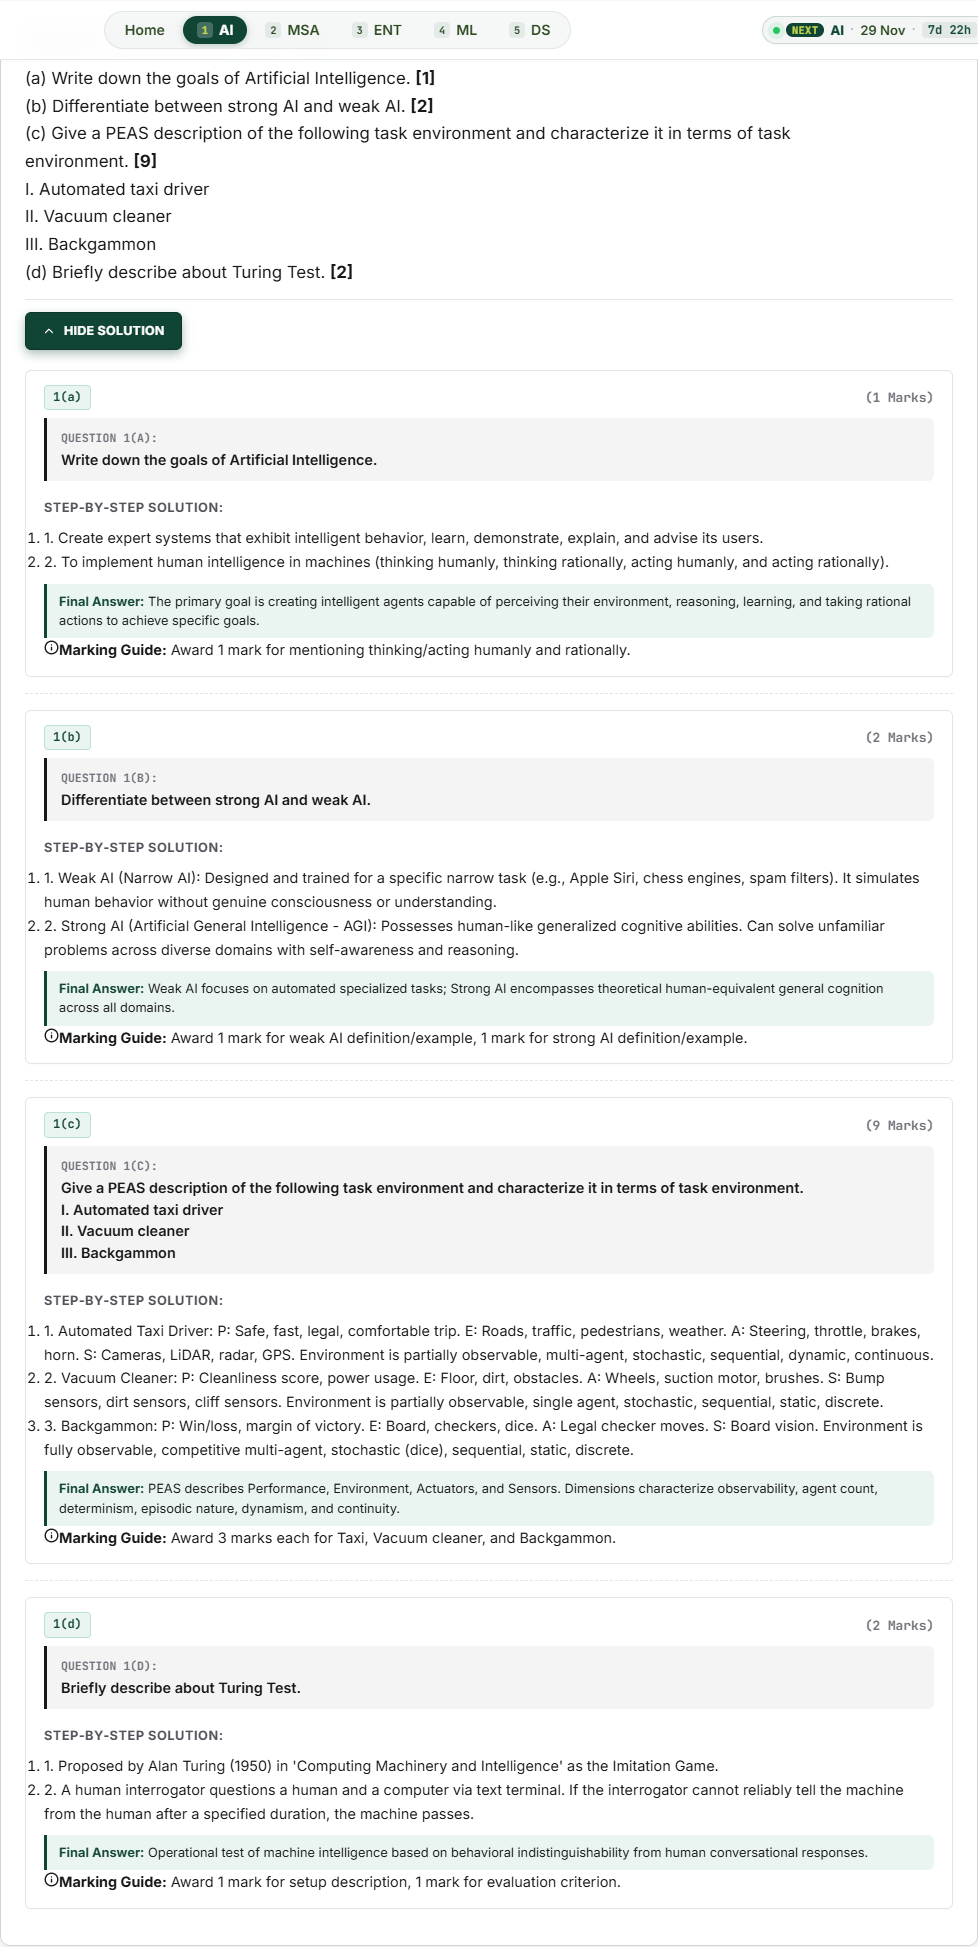 Home 1 AI 2 MSA 3 ENT 4 ML 5 DS NEXT AI · 29 Nov · 7d 22h
(a) Write down the goals of Artificial Intelligence. [1]
(b) Differentiate between strong AI and weak AI. [2]
(c) Give a PEAS description of the following task environment and characterize it in terms of task
environment. [9]
I. Automated taxi driver
II. Vacuum cleaner
III. Backgammon
(d) Briefly describe about Turing Test. [2]
HIDE SOLUTION
1(a) (1 Marks)
QUESTION 1(A):
Write down the goals of Artificial Intelligence.
STEP-BY-STEP SOLUTION:
1. 1. Create expert systems that exhibit intelligent behavior, learn, demonstrate, explain, and advise its users.
2. 2. To implement human intelligence in machines (thinking humanly, thinking rationally, acting humanly, and acting rationally).
Final Answer: The primary goal is creating intelligent agents capable of perceiving their environment, reasoning, learning, and taking rational
actions to achieve specific goals.
Marking Guide: Award 1 mark for mentioning thinking/acting humanly and rationally.
1(b) (2 Marks)
QUESTION 1(B):
Differentiate between strong AI and weak AI.
STEP-BY-STEP SOLUTION:
1. 1. Weak AI (Narrow AI): Designed and trained for a specific narrow task (e.g., Apple Siri, chess engines, spam filters). It simulates
human behavior without genuine consciousness or understanding.
2. 2. Strong AI (Artificial General Intelligence - AGI): Possesses human-like generalized cognitive abilities. Can solve unfamiliar
problems across diverse domains with self-awareness and reasoning.
Final Answer: Weak AI focuses on automated specialized tasks; Strong AI encompasses theoretical human-equivalent general cognition
across all domains.
Marking Guide: Award 1 mark for weak AI definition/example, 1 mark for strong AI definition/example.
1(c) (9 Marks)
QUESTION 1(C):
Give a PEAS description of the following task environment and characterize it in terms of task environment.
I. Automated taxi driver
II. Vacuum cleaner
III. Backgammon
STEP-BY-STEP SOLUTION:
1. 1. Automated Taxi Driver: P: Safe, fast, legal, comfortable trip. E: Roads, traffic, pedestrians, weather. A: Steering, throttle, brakes,
horn. S: Cameras, LiDAR, radar, GPS. Environment is partially observable, multi-agent, stochastic, sequential, dynamic, continuous.
2. 2. Vacuum Cleaner: P: Cleanliness score, power usage. E: Floor, dirt, obstacles. A: Wheels, suction motor, brushes. S: Bump
sensors, dirt sensors, cliff sensors. Environment is partially observable, single agent, stochastic, sequential, static, discrete.
3. 3. Backgammon: P: Win/loss, margin of victory. E: Board, checkers, dice. A: Legal checker moves. S: Board vision. Environment is
fully observable, competitive multi-agent, stochastic (dice), sequential, static, discrete.
Final Answer: PEAS describes Performance, Environment, Actuators, and Sensors. Dimensions characterize observability, agent count,
determinism, episodic nature, dynamism, and continuity.
Marking Guide: Award 3 marks each for Taxi, Vacuum cleaner, and Backgammon.
1(d) (2 Marks)
QUESTION 1(D):
Briefly describe about Turing Test.
STEP-BY-STEP SOLUTION:
1. 1. Proposed by Alan Turing (1950) in 'Computing Machinery and Intelligence' as the Imitation Game.
2. 2. A human interrogator questions a human and a computer via text terminal. If the interrogator cannot reliably tell the machine
from the human after a specified duration, the machine passes.
Final Answer: Operational test of machine intelligence based on behavioral indistinguishability from human conversational responses.
Marking Guide: Award 1 mark for setup description, 1 mark for evaluation criterion.